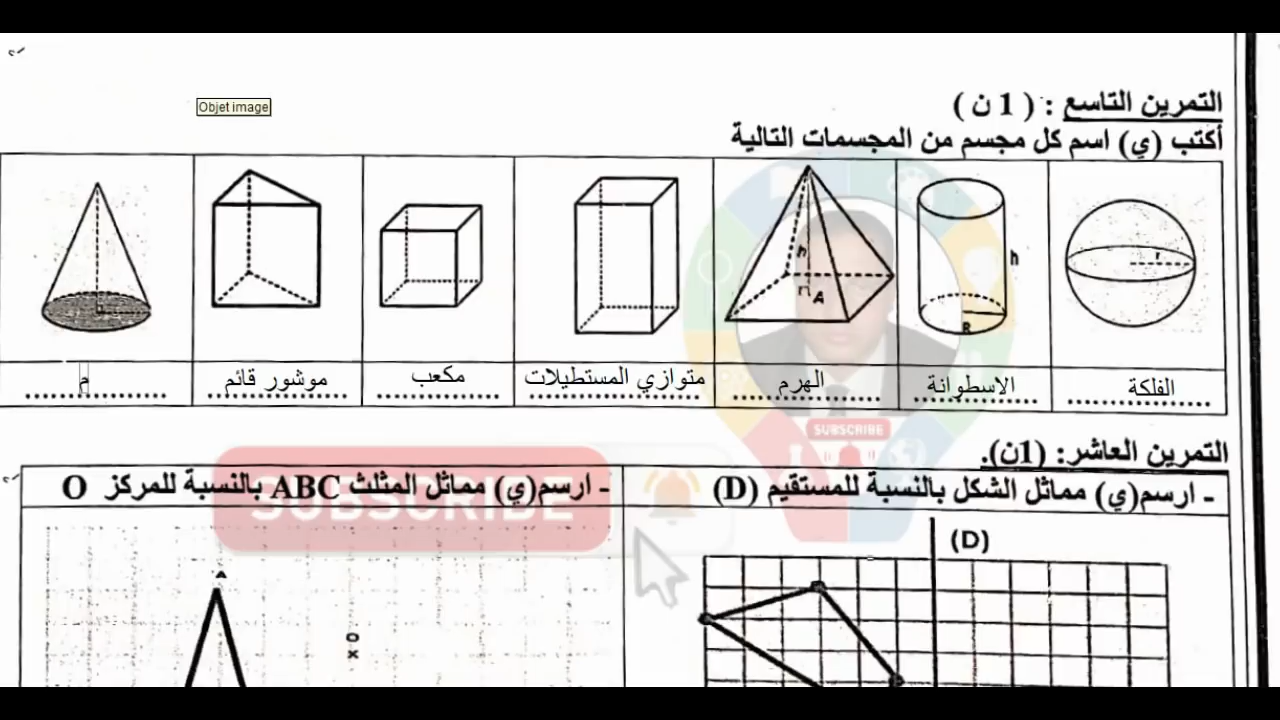 Objet image
التمرين التاسع : ( 1 ن )
أكتب (ي) اسم كل مجسم من المجسمات التالية
h
A
h
R
r
الفلكة
الاسطوانة
الهرم
متوازي المستطيلات
مكعب
موشور قائم
م
SUBSCRIBE
التمرين العاشر: (1ن).
- ارسم(ي) مماثل الشكل بالنسبة للمستقيم (D)
- ارسم(ي) مماثل المثلث ABC بالنسبة للمركز O
SUBSCRIBE
(D)
A
O
x